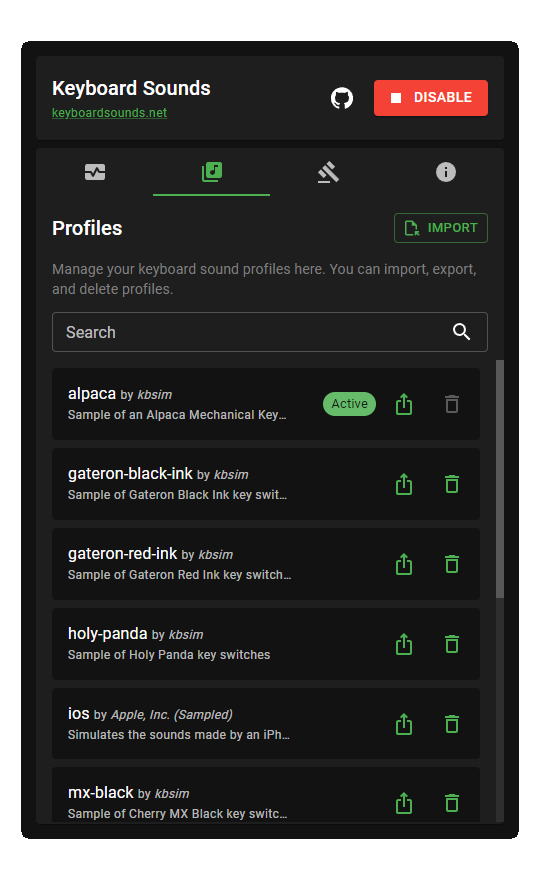 Keyboard Sounds
keyboardsounds.net
DISABLE
Profiles
IMPORT
Manage your keyboard sound profiles here. You can import, export,
and delete profiles.
Search
alpaca by kbsim
Active
Sample of an Alpaca Mechanical Key…
gateron-black-ink by kbsim
Sample of Gateron Black Ink key swit…
gateron-red-ink by kbsim
Sample of Gateron Red Ink key switch…
holy-panda by kbsim
Sample of Holy Panda key switches
ios by Apple, Inc. (Sampled)
Simulates the sounds made by an iPh…
mx-black by kbsim
Sample of Cherry MX Black key switc…